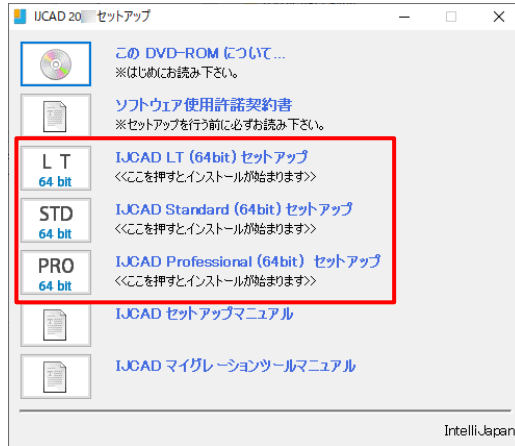 IJCAD 20 セットアップ
この DVD-ROM について...
※はじめにお読み下さい。
ソフトウェア使用許諾契約書
※セットアップを行う前に必ずお読み下さい。
LT
64 bit
IJCAD LT (64bit) セットアップ
<<ここを押すとインストールが始まります>>
STD
64 bit
IJCAD Standard (64bit) セットアップ
<<ここを押すとインストールが始まります>>
PRO
64 bit
IJCAD Professional (64bit) セットアップ
<<ここを押すとインストールが始まります>>
IJCAD セットアップマニュアル
IJCAD マイグレーションツールマニュアル
IntelliJapan